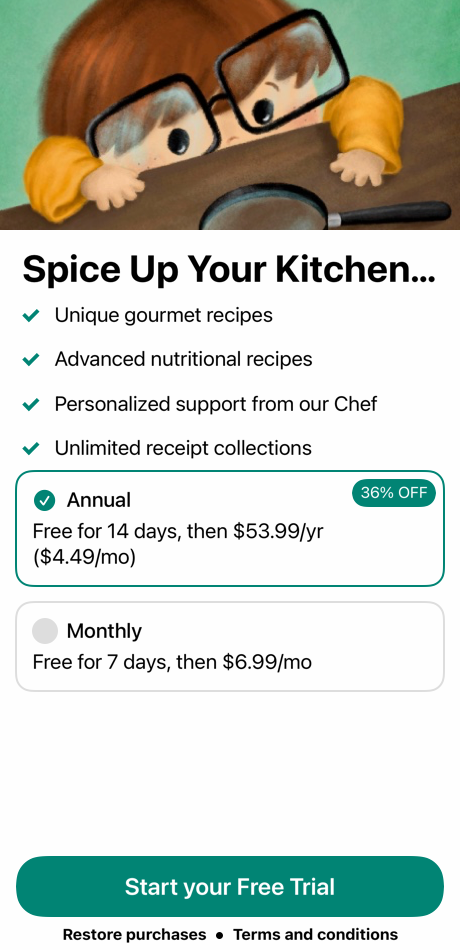 Spice Up Your Kitchen...
Unique gourmet recipes
Advanced nutritional recipes
Personalized support from our Chef
Unlimited receipt collections
Annual
36% OFF
Free for 14 days, then $53.99/yr
($4.49/mo)
Monthly
Free for 7 days, then $6.99/mo
Start your Free Trial
Restore purchases • Terms and conditions